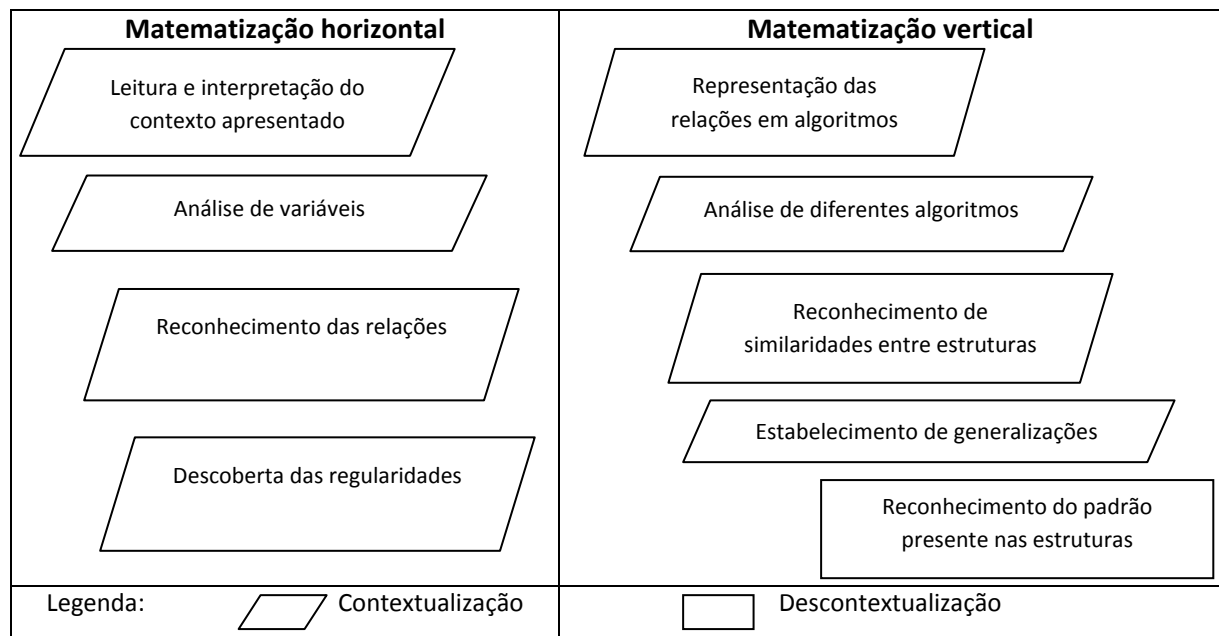 Matematização horizontal
Leitura e interpretação do
contexto apresentado
Análise de variáveis
Reconhecimento das relações
Descoberta das regularidades
Matematização vertical
Representação das
relações em algoritmos
Análise de diferentes algoritmos
Reconhecimento de
similaridades entre estruturas
Estabelecimento de generalizações
Reconhecimento do padrão
presente nas estruturas
Legenda:
Contextualização
Descontextualização